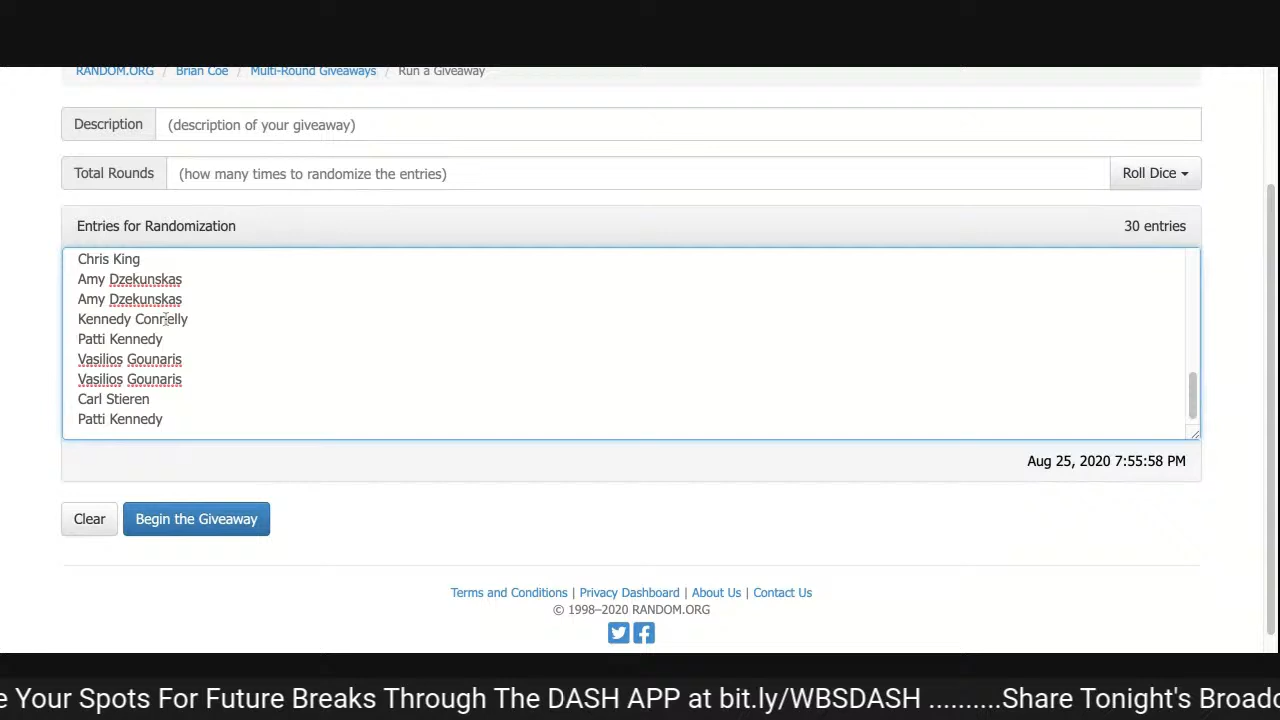 RANDOM.ORG / Brian Coe / Multi-Round Giveaways / Run a Giveaway
Description (description of your giveaway)
Total Rounds (how many times to randomize the entries) Roll Dice
Entries for Randomization 30 entries
Chris King
Amy Dzekunskas
Amy Dzekunskas
Kennedy Connelly
Patti Kennedy
Vasilios Gounaris
Vasilios Gounaris
Carl Stieren
Patti Kennedy
Aug 25, 2020 7:55:58 PM
Clear Begin the Giveaway
Terms and Conditions | Privacy Dashboard | About Us | Contact Us
© 1998–2020 RANDOM.ORG
e Your Spots For Future Breaks Through The DASH APP at bit.ly/WBSDASH ..........Share Tonight's Broadc